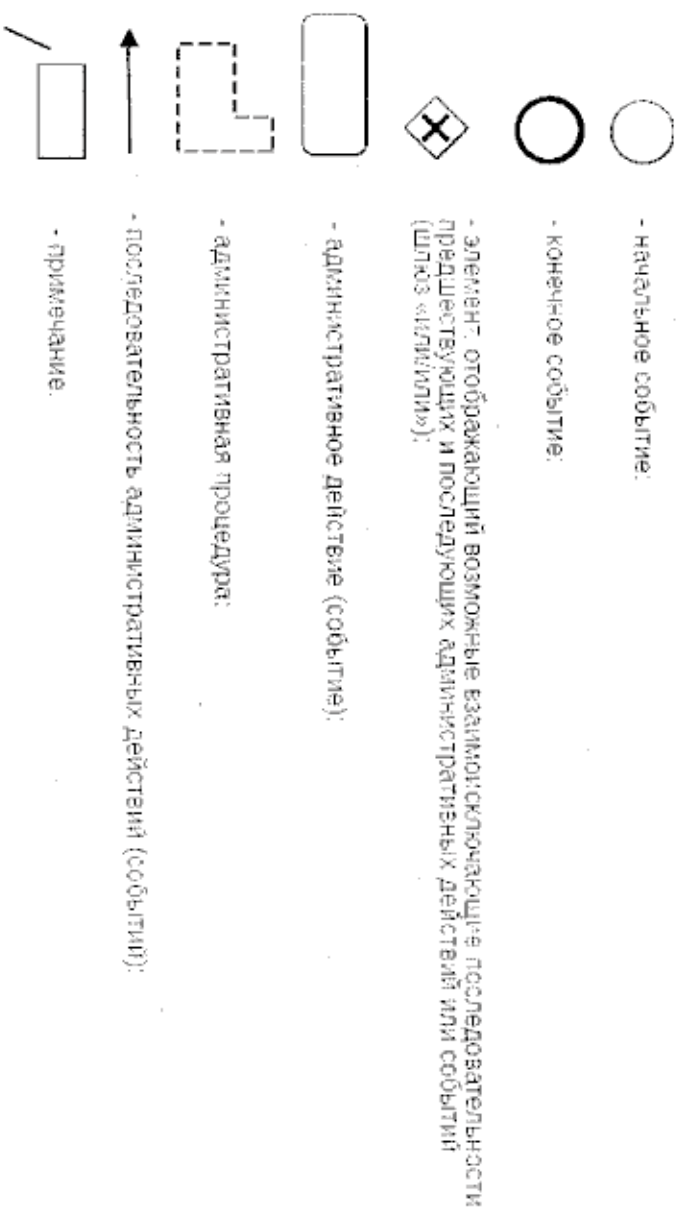 - начальное событие;
- конечное событие;
- элемент, отображающий возможные взаимоисключающие последовательности
предшествующих и последующих административных действий или событий
(шлюз «или/или»);
- административное действие (событие);
- административная процедура;
- последовательность административных действий (событий);
- примечание.